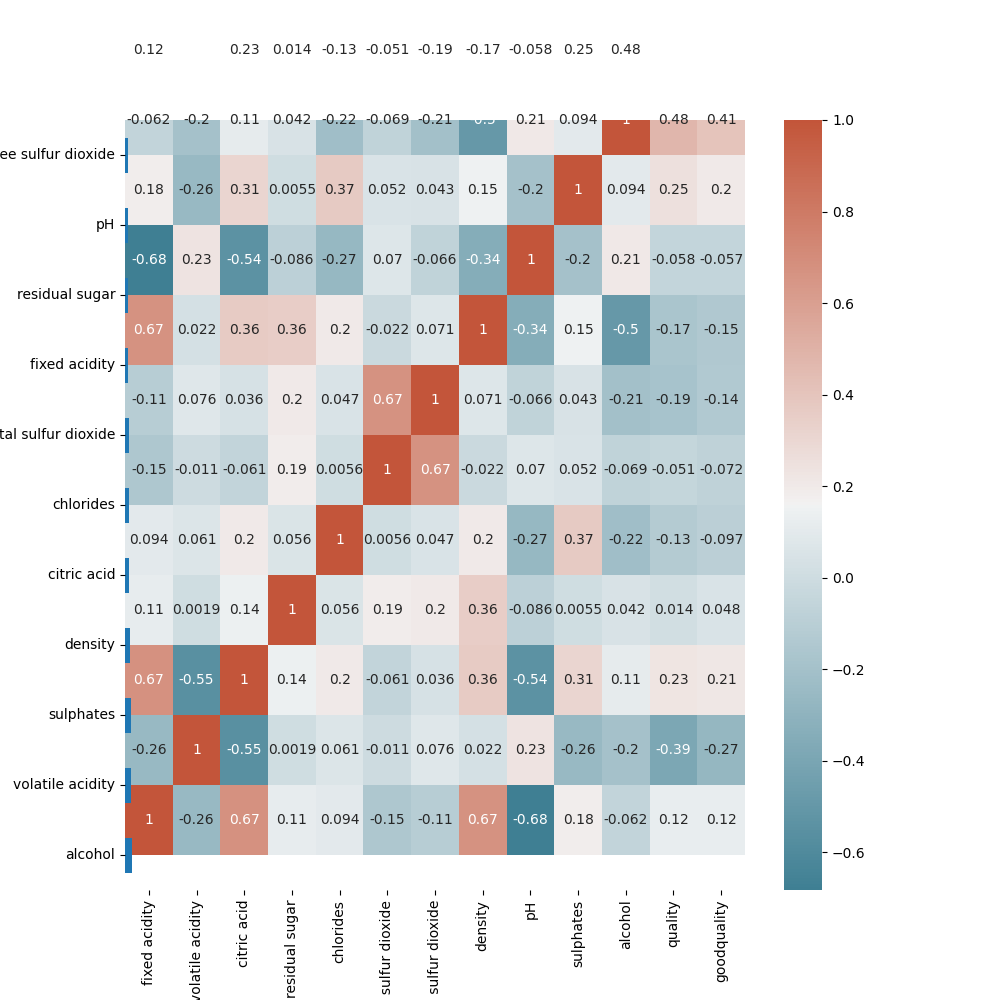 0.12 0.23 0.014 -0.13 -0.051 -0.19 -0.17 -0.058 0.25 0.48
-0.062 -0.2 0.11 0.042 -0.22 -0.069 -0.21 -0.5 0.21 0.094 1 0.48 0.41 1.0
ee sulfur dioxide
0.18 -0.26 0.31 0.0055 0.37 0.052 0.043 0.15 -0.2 1 0.094 0.25 0.2
0.8
pH
-0.68 0.23 -0.54 -0.086 -0.27 0.07 -0.066 -0.34 1 -0.2 0.21 -0.058 -0.057
residual sugar 0.6
0.67 0.022 0.36 0.36 0.2 -0.022 0.071 1 -0.34 0.15 -0.5 -0.17 -0.15
fixed acidity
-0.11 0.076 0.036 0.2 0.047 0.67 1 0.071 -0.066 0.043 -0.21 -0.19 -0.14 0.4
tal sulfur dioxide
-0.15 -0.011 -0.061 0.19 0.0056 1 0.67 -0.022 0.07 0.052 -0.069 -0.051 -0.072
0.2
chlorides
0.094 0.061 0.2 0.056 1 0.0056 0.047 0.2 -0.27 0.37 -0.22 -0.13 -0.097
citric acid 0.0
0.11 0.0019 0.14 1 0.056 0.19 0.2 0.36 -0.086 0.0055 0.042 0.014 0.048
density
0.67 -0.55 1 0.14 0.2 -0.061 0.036 0.36 -0.54 0.31 0.11 0.23 0.21 −0.2
sulphates
-0.26 1 -0.55 0.0019 0.061 -0.011 0.076 0.022 0.23 -0.26 -0.2 -0.39 -0.27
−0.4
volatile acidity
1 -0.26 0.67 0.11 0.094 -0.15 -0.11 0.67 -0.68 0.18 -0.062 0.12 0.12
alcohol −0.6
fixed acidity
volatile acidity
citric acid
residual sugar
chlorides
sulfur dioxide
sulfur dioxide
density
pH
sulphates
alcohol
quality
goodquality